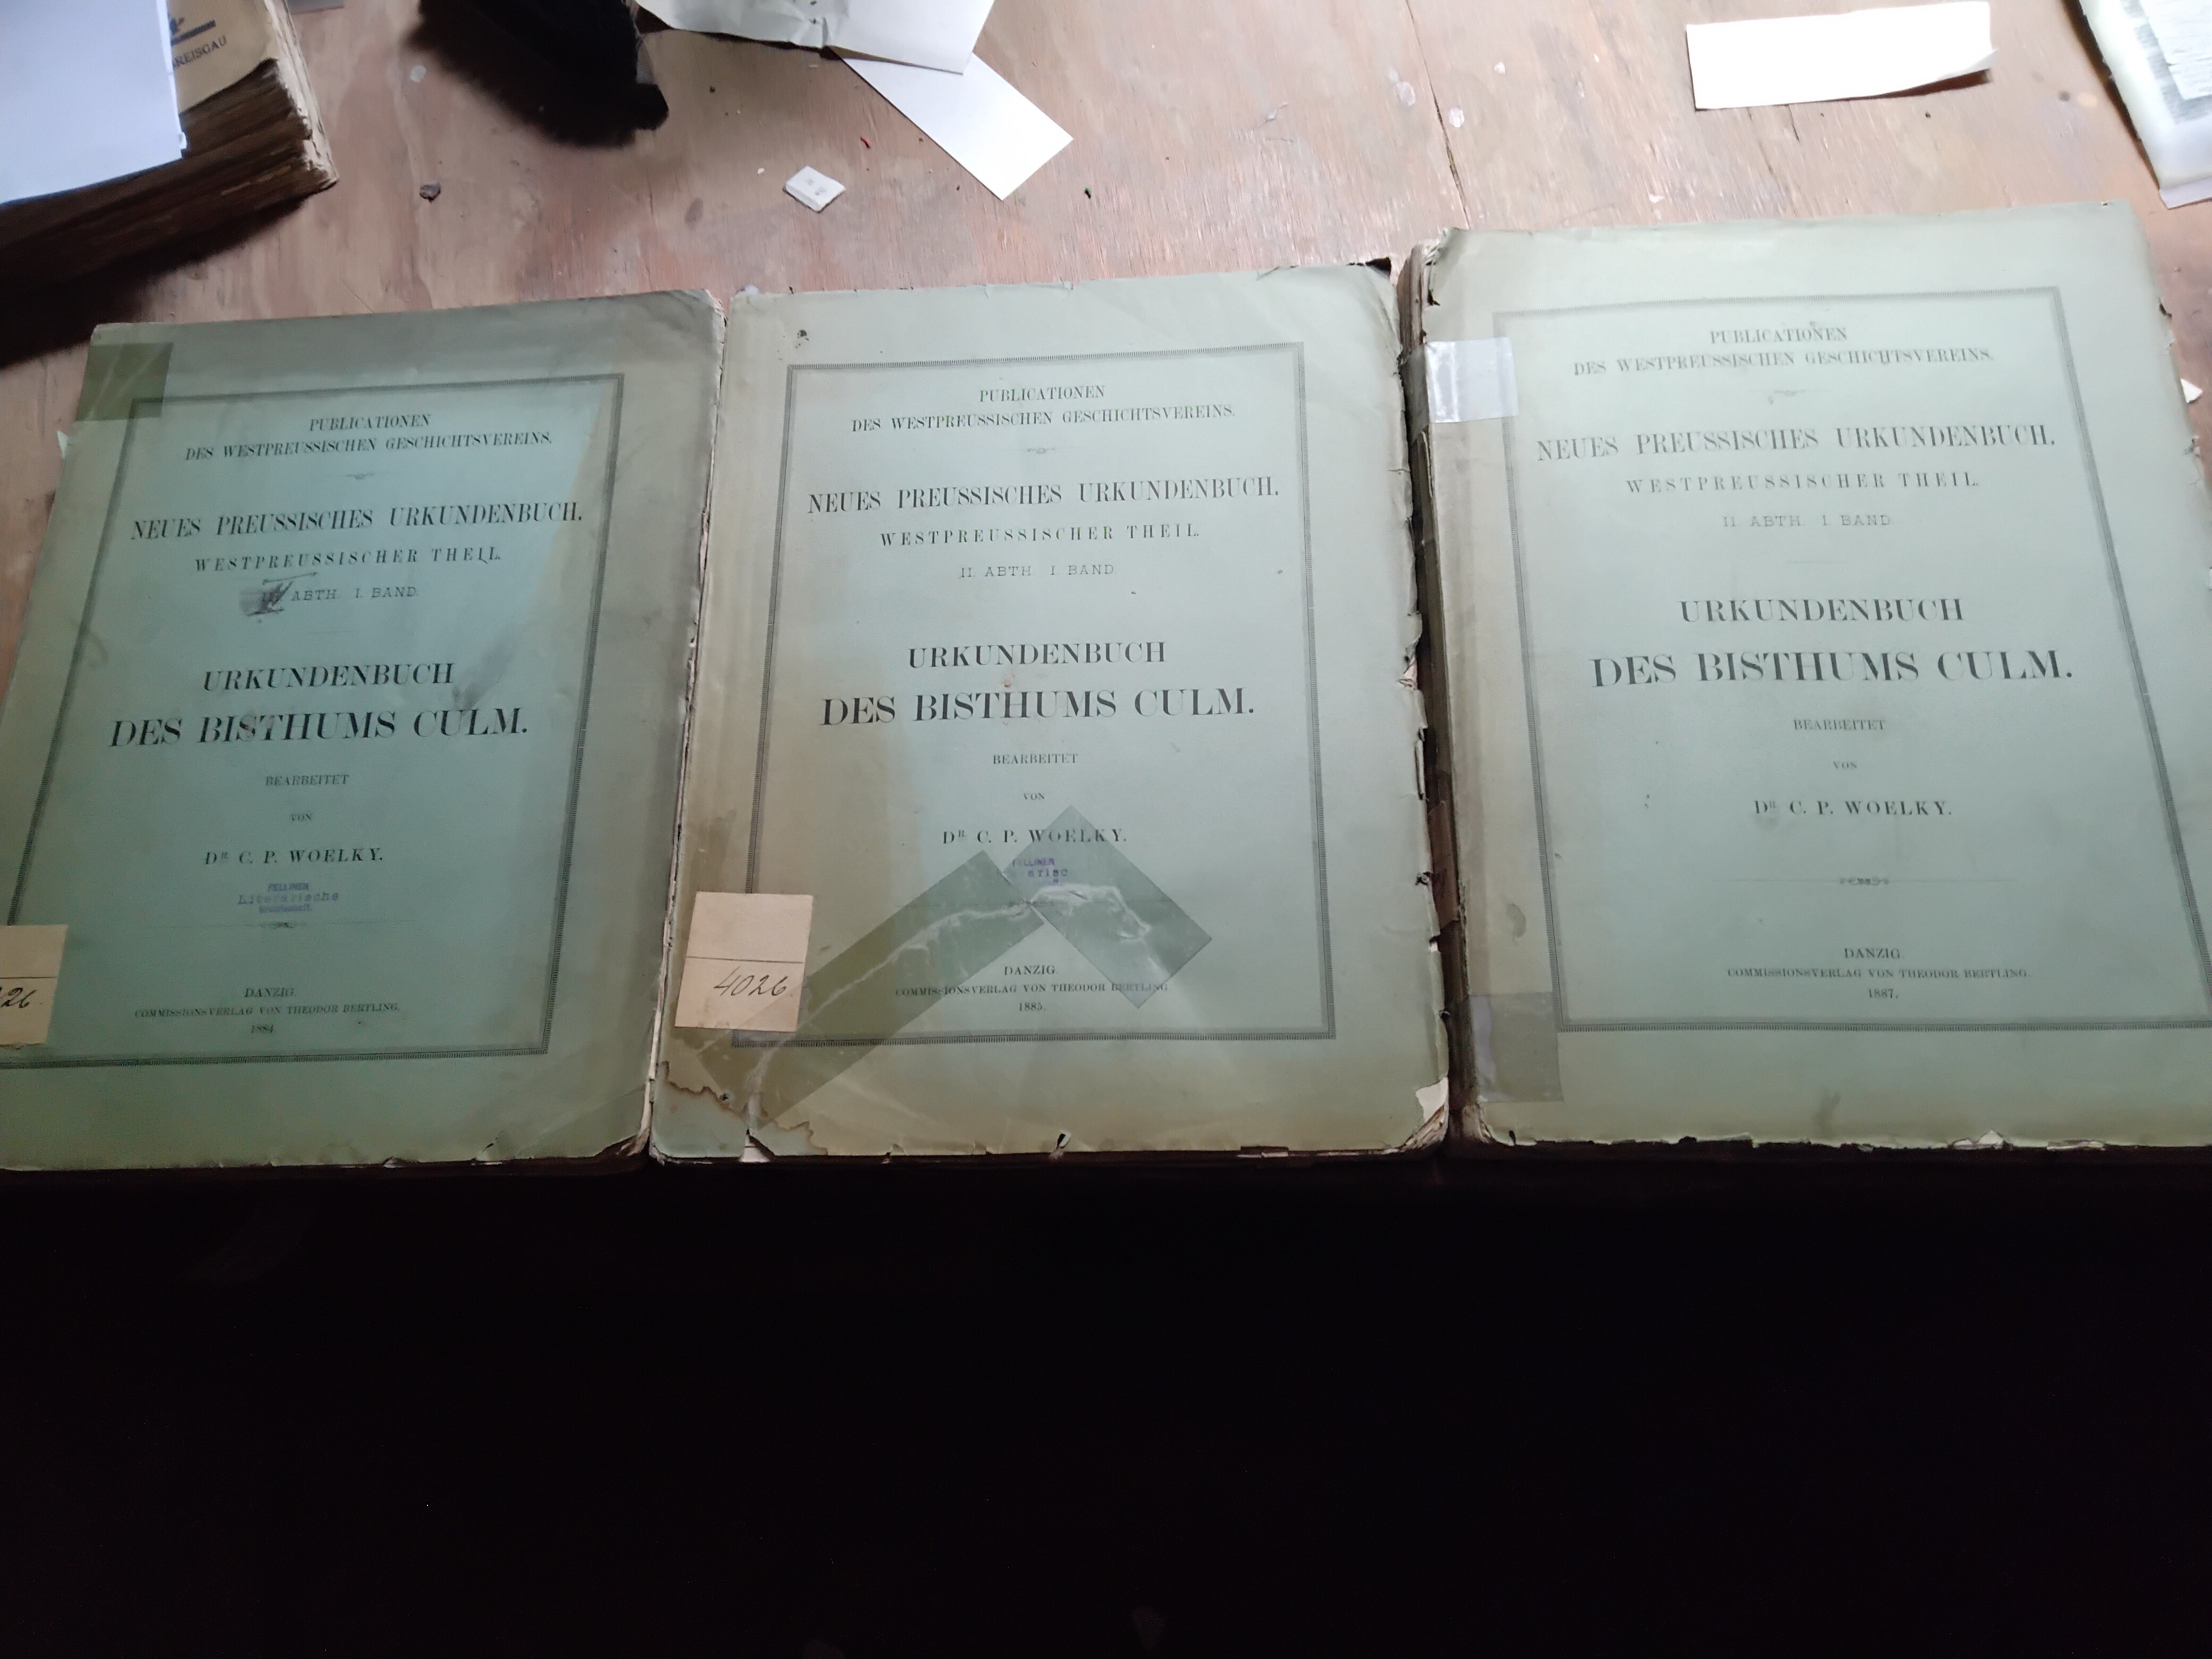 REISGAU
PUBLICATIONEN
DES WESTPREUSSISCHEN GESCHICHTSVEREINS.
NEUES PREUSSISCHES URKUNDENBUCH.
WESTPREUSSISCHER THEIL.
ABTH. I. BAND.
URKUNDENBUCH
DES BISTHUMS CULM.
BEARBEITET
VON
DR. C. P. WOELKY.
FELLINER
Literarische
26.
DANZIG.
COMMISSIONSVERLAG VON THEODOR BERTLING.
1884.
PUBLICATIONEN
DES WESTPREUSSISCHEN GESCHICHTSVEREINS.
NEUES PREUSSISCHES URKUNDENBUCH.
WESTPREUSSISCHER THEIL.
II. ABTH. I. BAND.
URKUNDENBUCH
DES BISTHUMS CULM.
BEARBEITET
VON
DR. C. P. WOELKY.
4026
DANZIG.
COMMISSIONSVERLAG VON THEODOR BERTLING
1885.
PUBLICATIONEN
DES WESTPREUSSISCHEN GESCHICHTSVEREINS.
NEUES PREUSSISCHES URKUNDENBUCH.
WESTPREUSSISCHER THEIL.
II. ABTH. I. BAND.
URKUNDENBUCH
DES BISTHUMS CULM.
BEARBEITET
VON
DR. C. P. WOELKY.
DANZIG.
COMMISSIONSVERLAG VON THEODOR BERTLING.
1887.